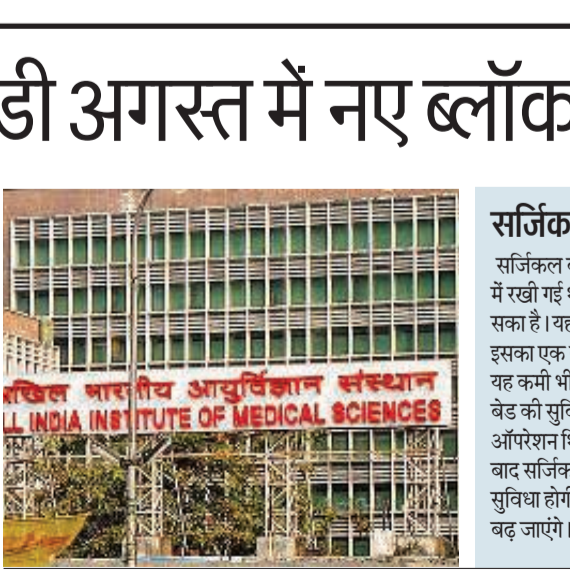 डी अगस्त में नए ब्लॉक
अखिल भारतीय आयुर्विज्ञान संस्थान
ALL INDIA INSTITUTE OF MEDICAL SCIENCES
सर्जिक
सर्जिकल
में रखी गई
सका है। यह
इसका एक
यह कमी भी
बेड की सुवि
ऑपरेशन थि
बाद सर्जिक
सुविधा होगी
बढ़ जाएंगे।